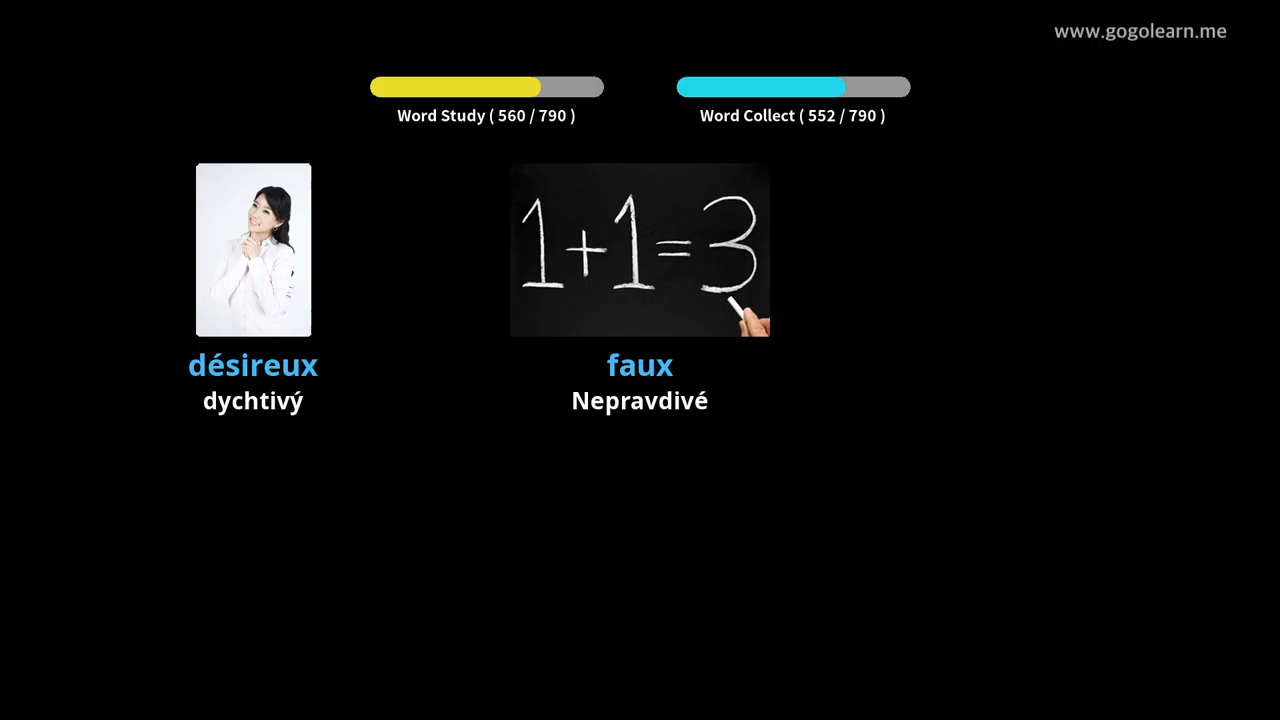 www.gogolearn.me
Word Study ( 560 / 790 )
Word Collect ( 552 / 790 )
1+1=3
désireux
dychtivý
faux
Nepravdivé